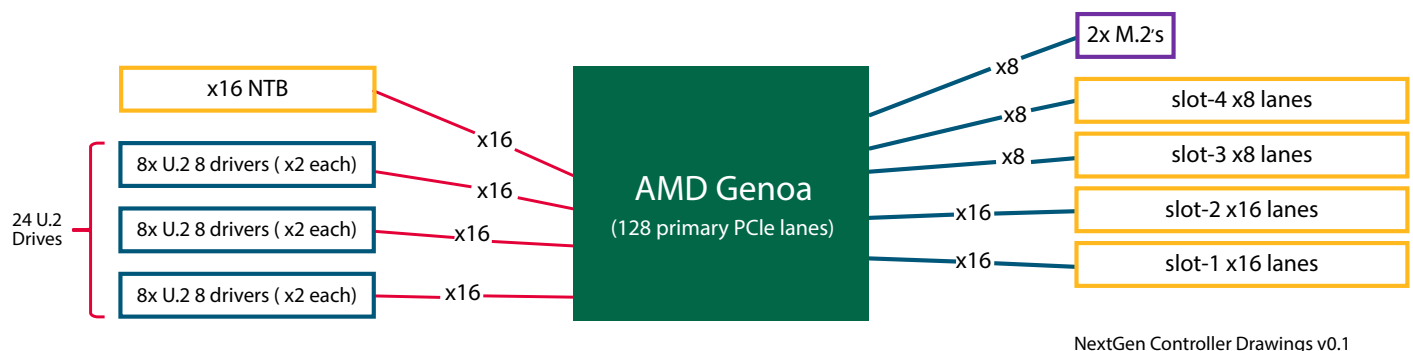 2x M.2's
x8
x16 NTB
slot-4 x8 lanes
x8
x16
8x U.2 8 drivers ( x2 each)
AMD Genoa
(128 primary PCIe lanes)
x8
slot-3 x8 lanes
x16
24 U.2
Drives
8x U.2 8 drivers ( x2 each)
x16
x16
slot-2 x16 lanes
8x U.2 8 drivers ( x2 each)
x16
x16
slot-1 x16 lanes
NextGen Controller Drawings v0.1